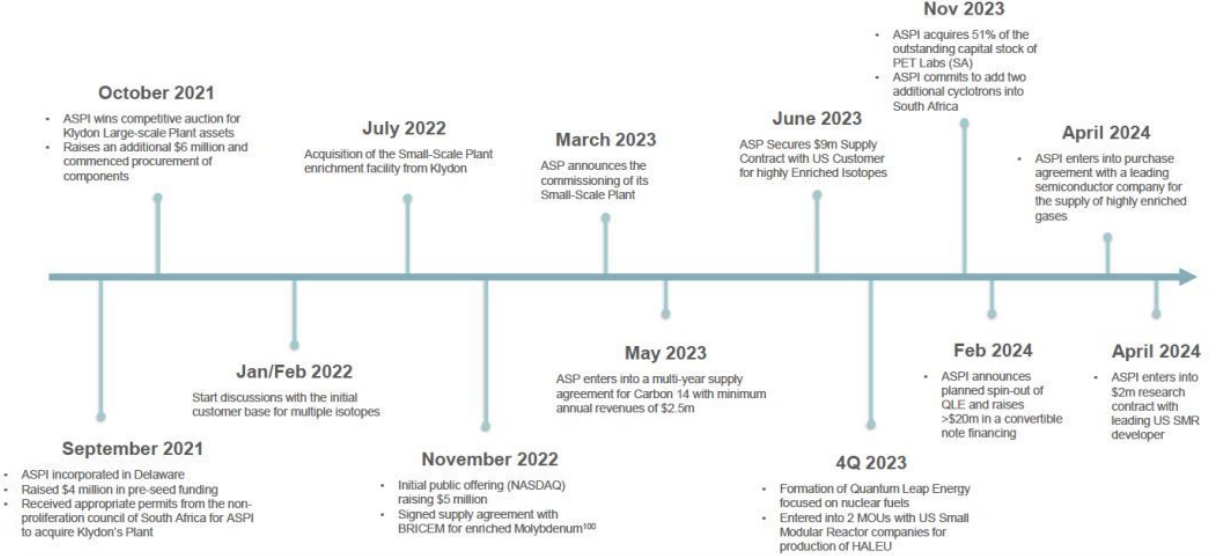 Nov 2023
• ASPI acquires 51% of the
outstanding capital stock of
PET Labs (SA)
• ASPI commits to add two
additional cyclotrons into
South Africa
October 2021
• ASPI wins competitive auction for
Klydon Large-scale Plant assets
• Raises an additional $6 million and
commenced procurement of
components
July 2022
Acquisition of the Small-Scale Plant
enrichment facility from Klydon
March 2023
ASP announces the
commissioning of its
Small-Scale Plant
June 2023
ASP Secures $9m Supply
Contract with US Customer
for highly Enriched Isotopes
April 2024
• ASPI enters into purchase
agreement with a leading
semiconductor company for
the supply of highly enriched
gases
September 2021
• ASPI incorporated in Delaware
• Raised $4 million in pre-seed funding
• Received appropriate permits from the non-
proliferation council of South Africa for ASPI
to acquire Klydon's Plant
Jan/Feb 2022
Start discussions with the initial
customer base for multiple isotopes
November 2022
• Initial public offering (NASDAQ)
raising $5 million
• Signed supply agreement with
BRICEM for enriched Molybdenum¹⁰⁰
May 2023
ASP enters into a multi-year supply
agreement for Carbon 14 with minimum
annual revenues of $2.5m
4Q 2023
• Formation of Quantum Leap Energy
focused on nuclear fuels
• Entered into 2 MOUs with US Small
Modular Reactor companies for
production of HALEU
Feb 2024
• ASPI announces
planned spin-out of
QLE and raises
>$20m in a convertible
note financing
April 2024
• ASPI enters into
$2m research
contract with
leading US SMR
developer